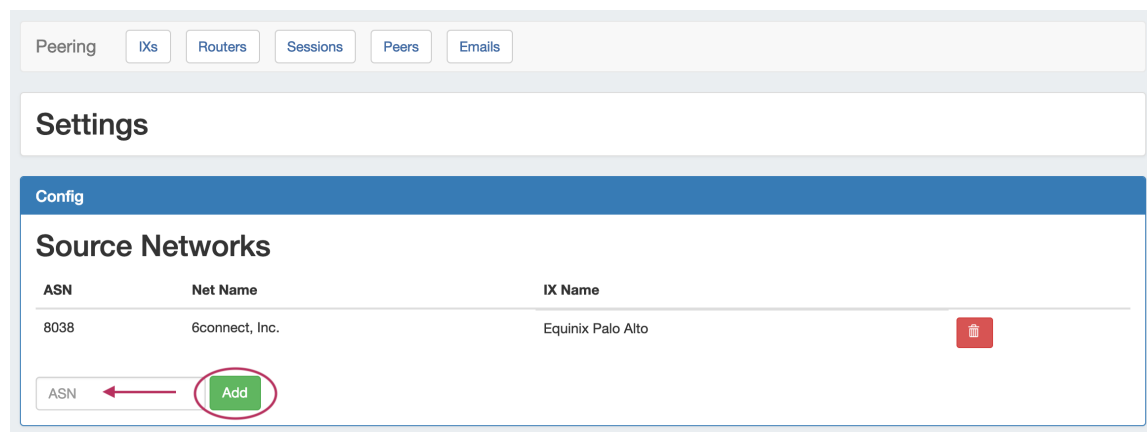 Peering IXs Routers Sessions Peers Emails
Settings
Config
Source Networks
ASN Net Name IX Name
8038 6connect, Inc. Equinix Palo Alto
ASN Add